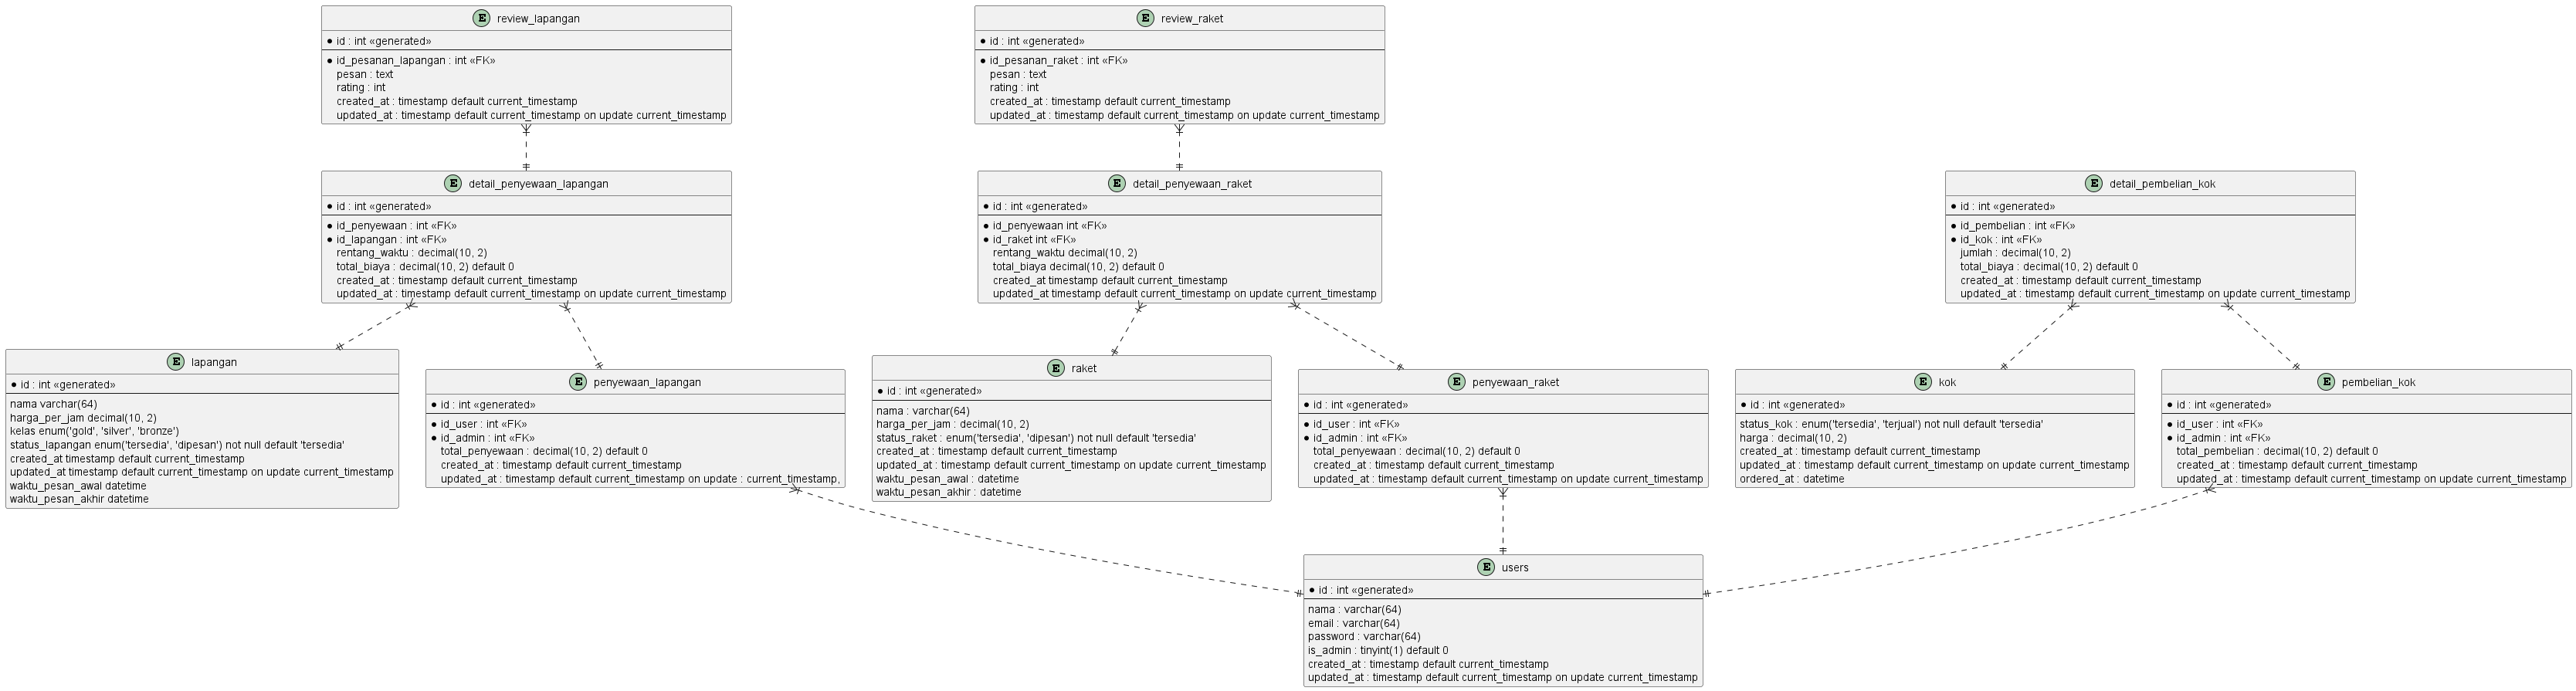 E review_lapangan
* id : int «generated»
* id_pesanan_lapangan : int «FK»
pesan : text
rating : int
created_at : timestamp default current_timestamp
updated_at : timestamp default current_timestamp on update current_timestamp
E review_raket
* id : int «generated»
* id_pesanan_raket : int «FK»
pesan : text
rating : int
created_at : timestamp default current_timestamp
updated_at : timestamp default current_timestamp on update current_timestamp
E detail_penyewaan_lapangan
* id : int «generated»
* id_penyewaan : int «FK»
* id_lapangan : int «FK»
rentang_waktu : decimal(10, 2)
total_biaya : decimal(10, 2) default 0
created_at : timestamp default current_timestamp
updated_at : timestamp default current_timestamp on update current_timestamp
E detail_penyewaan_raket
* id : int «generated»
* id_penyewaan int «FK»
* id_raket int «FK»
rentang_waktu decimal(10, 2)
total_biaya decimal(10, 2) default 0
created_at timestamp default current_timestamp
updated_at timestamp default current_timestamp on update current_timestamp
E detail_pembelian_kok
* id : int «generated»
* id_pembelian : int «FK»
* id_kok : int «FK»
jumlah : decimal(10, 2)
total_biaya : decimal(10, 2) default 0
created_at : timestamp default current_timestamp
updated_at : timestamp default current_timestamp on update current_timestamp
E lapangan
* id : int «generated»
nama varchar(64)
harga_per_jam decimal(10, 2)
kelas enum('gold', 'silver', 'bronze')
status_lapangan enum('tersedia', 'dipesan') not null default 'tersedia'
created_at timestamp default current_timestamp
updated_at timestamp default current_timestamp on update current_timestamp
waktu_pesan_awal datetime
waktu_pesan_akhir datetime
E penyewaan_lapangan
* id : int «generated»
* id_user : int «FK»
* id_admin : int «FK»
total_penyewaan : decimal(10, 2) default 0
created_at : timestamp default current_timestamp
updated_at : timestamp default current_timestamp on update : current_timestamp,
E raket
* id : int «generated»
nama : varchar(64)
harga_per_jam : decimal(10, 2)
status_raket : enum('tersedia', 'dipesan') not null default 'tersedia'
created_at : timestamp default current_timestamp
updated_at : timestamp default current_timestamp on update current_timestamp
waktu_pesan_awal : datetime
waktu_pesan_akhir : datetime
E penyewaan_raket
* id : int «generated»
* id_user : int «FK»
* id_admin : int «FK»
total_penyewaan : decimal(10, 2) default 0
created_at : timestamp default current_timestamp
updated_at : timestamp default current_timestamp on update current_timestamp
E kok
* id : int «generated»
status_kok : enum('tersedia', 'terjual') not null default 'tersedia'
harga : decimal(10, 2)
created_at : timestamp default current_timestamp
updated_at : timestamp default current_timestamp on update current_timestamp
ordered_at : datetime
E pembelian_kok
* id : int «generated»
* id_user : int «FK»
* id_admin : int «FK»
total_pembelian : decimal(10, 2) default 0
created_at : timestamp default current_timestamp
updated_at : timestamp default current_timestamp on update current_timestamp
E users
* id : int «generated»
nama : varchar(64)
email : varchar(64)
password : varchar(64)
is_admin : tinyint(1) default 0
created_at : timestamp default current_timestamp
updated_at : timestamp default current_timestamp on update current_timestamp